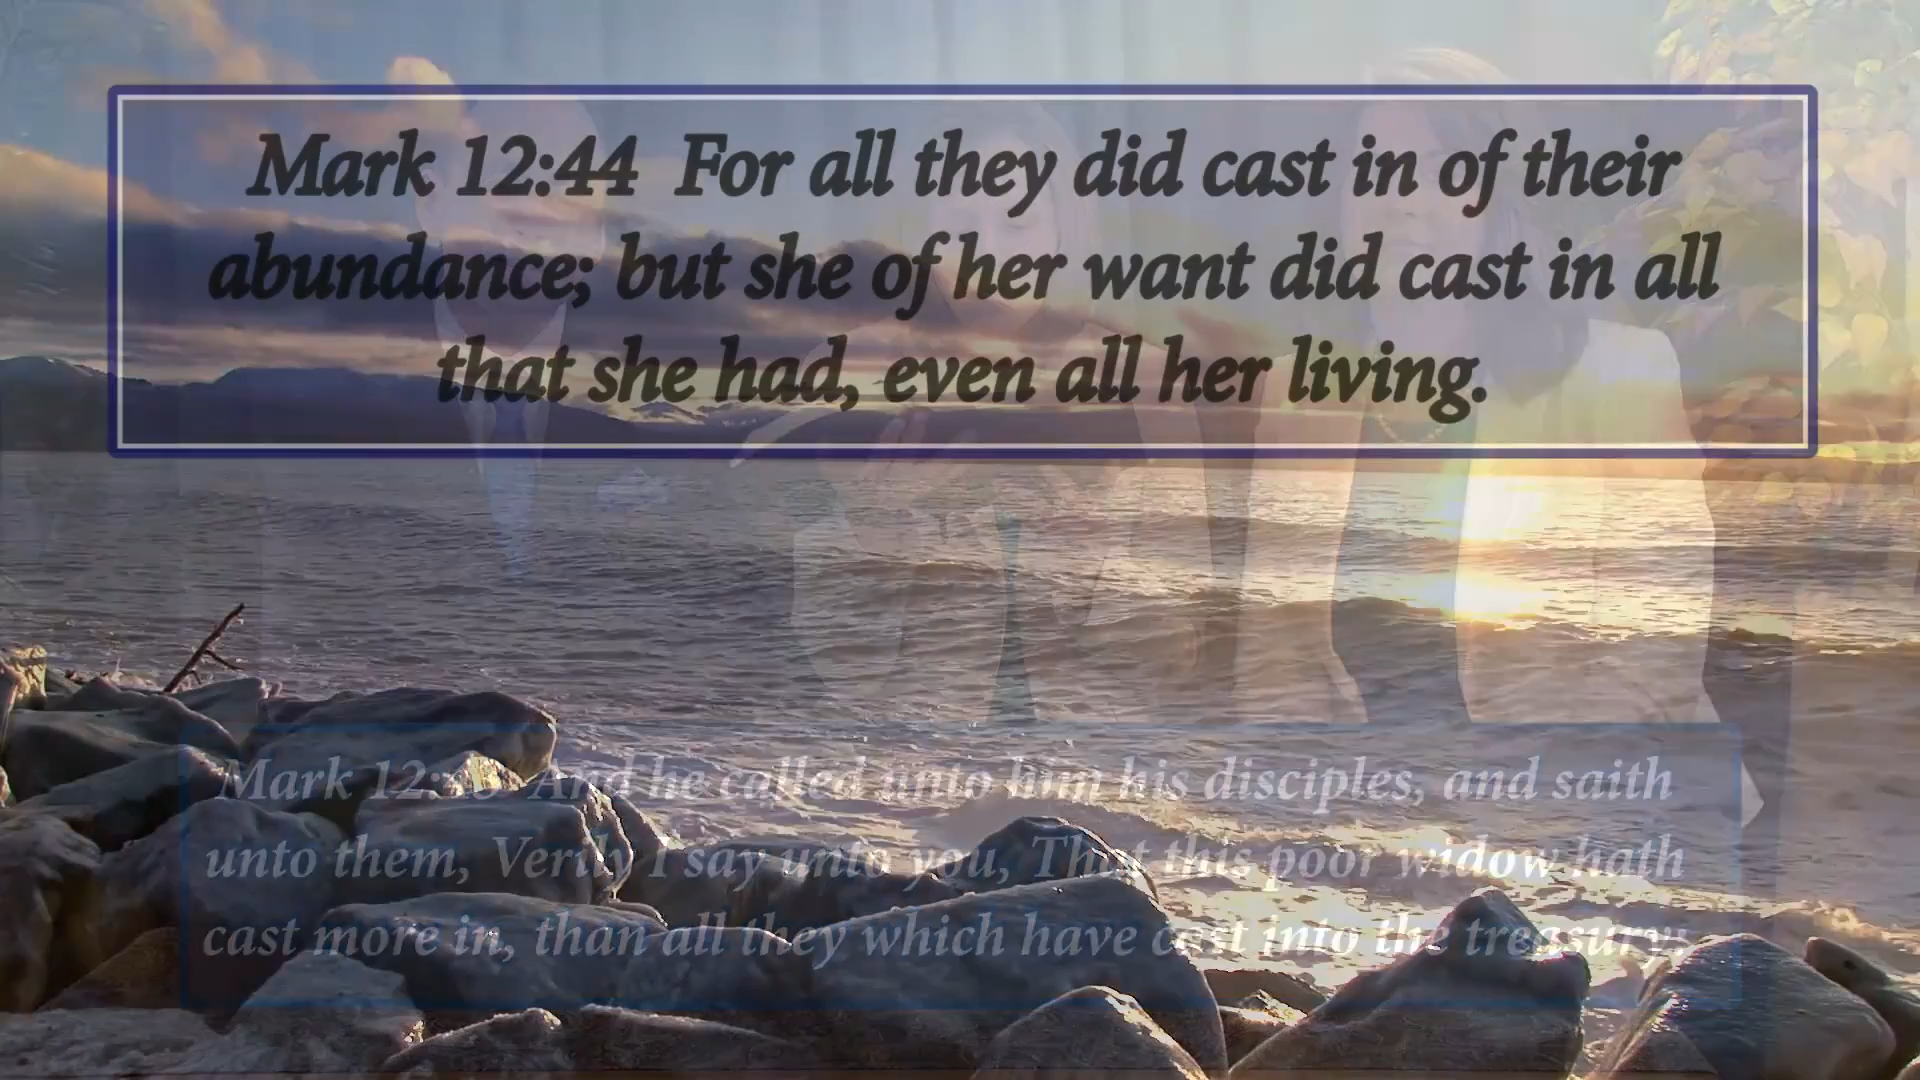 Mark 12:44 For all they did cast in of their
abundance; but she of her want did cast in all
that she had, even all her living.
Mark 12:43 And he called unto him his disciples, and saith
unto them, Verily I say unto you, That this poor widow hath
cast more in, than all they which have cast into the treasury: